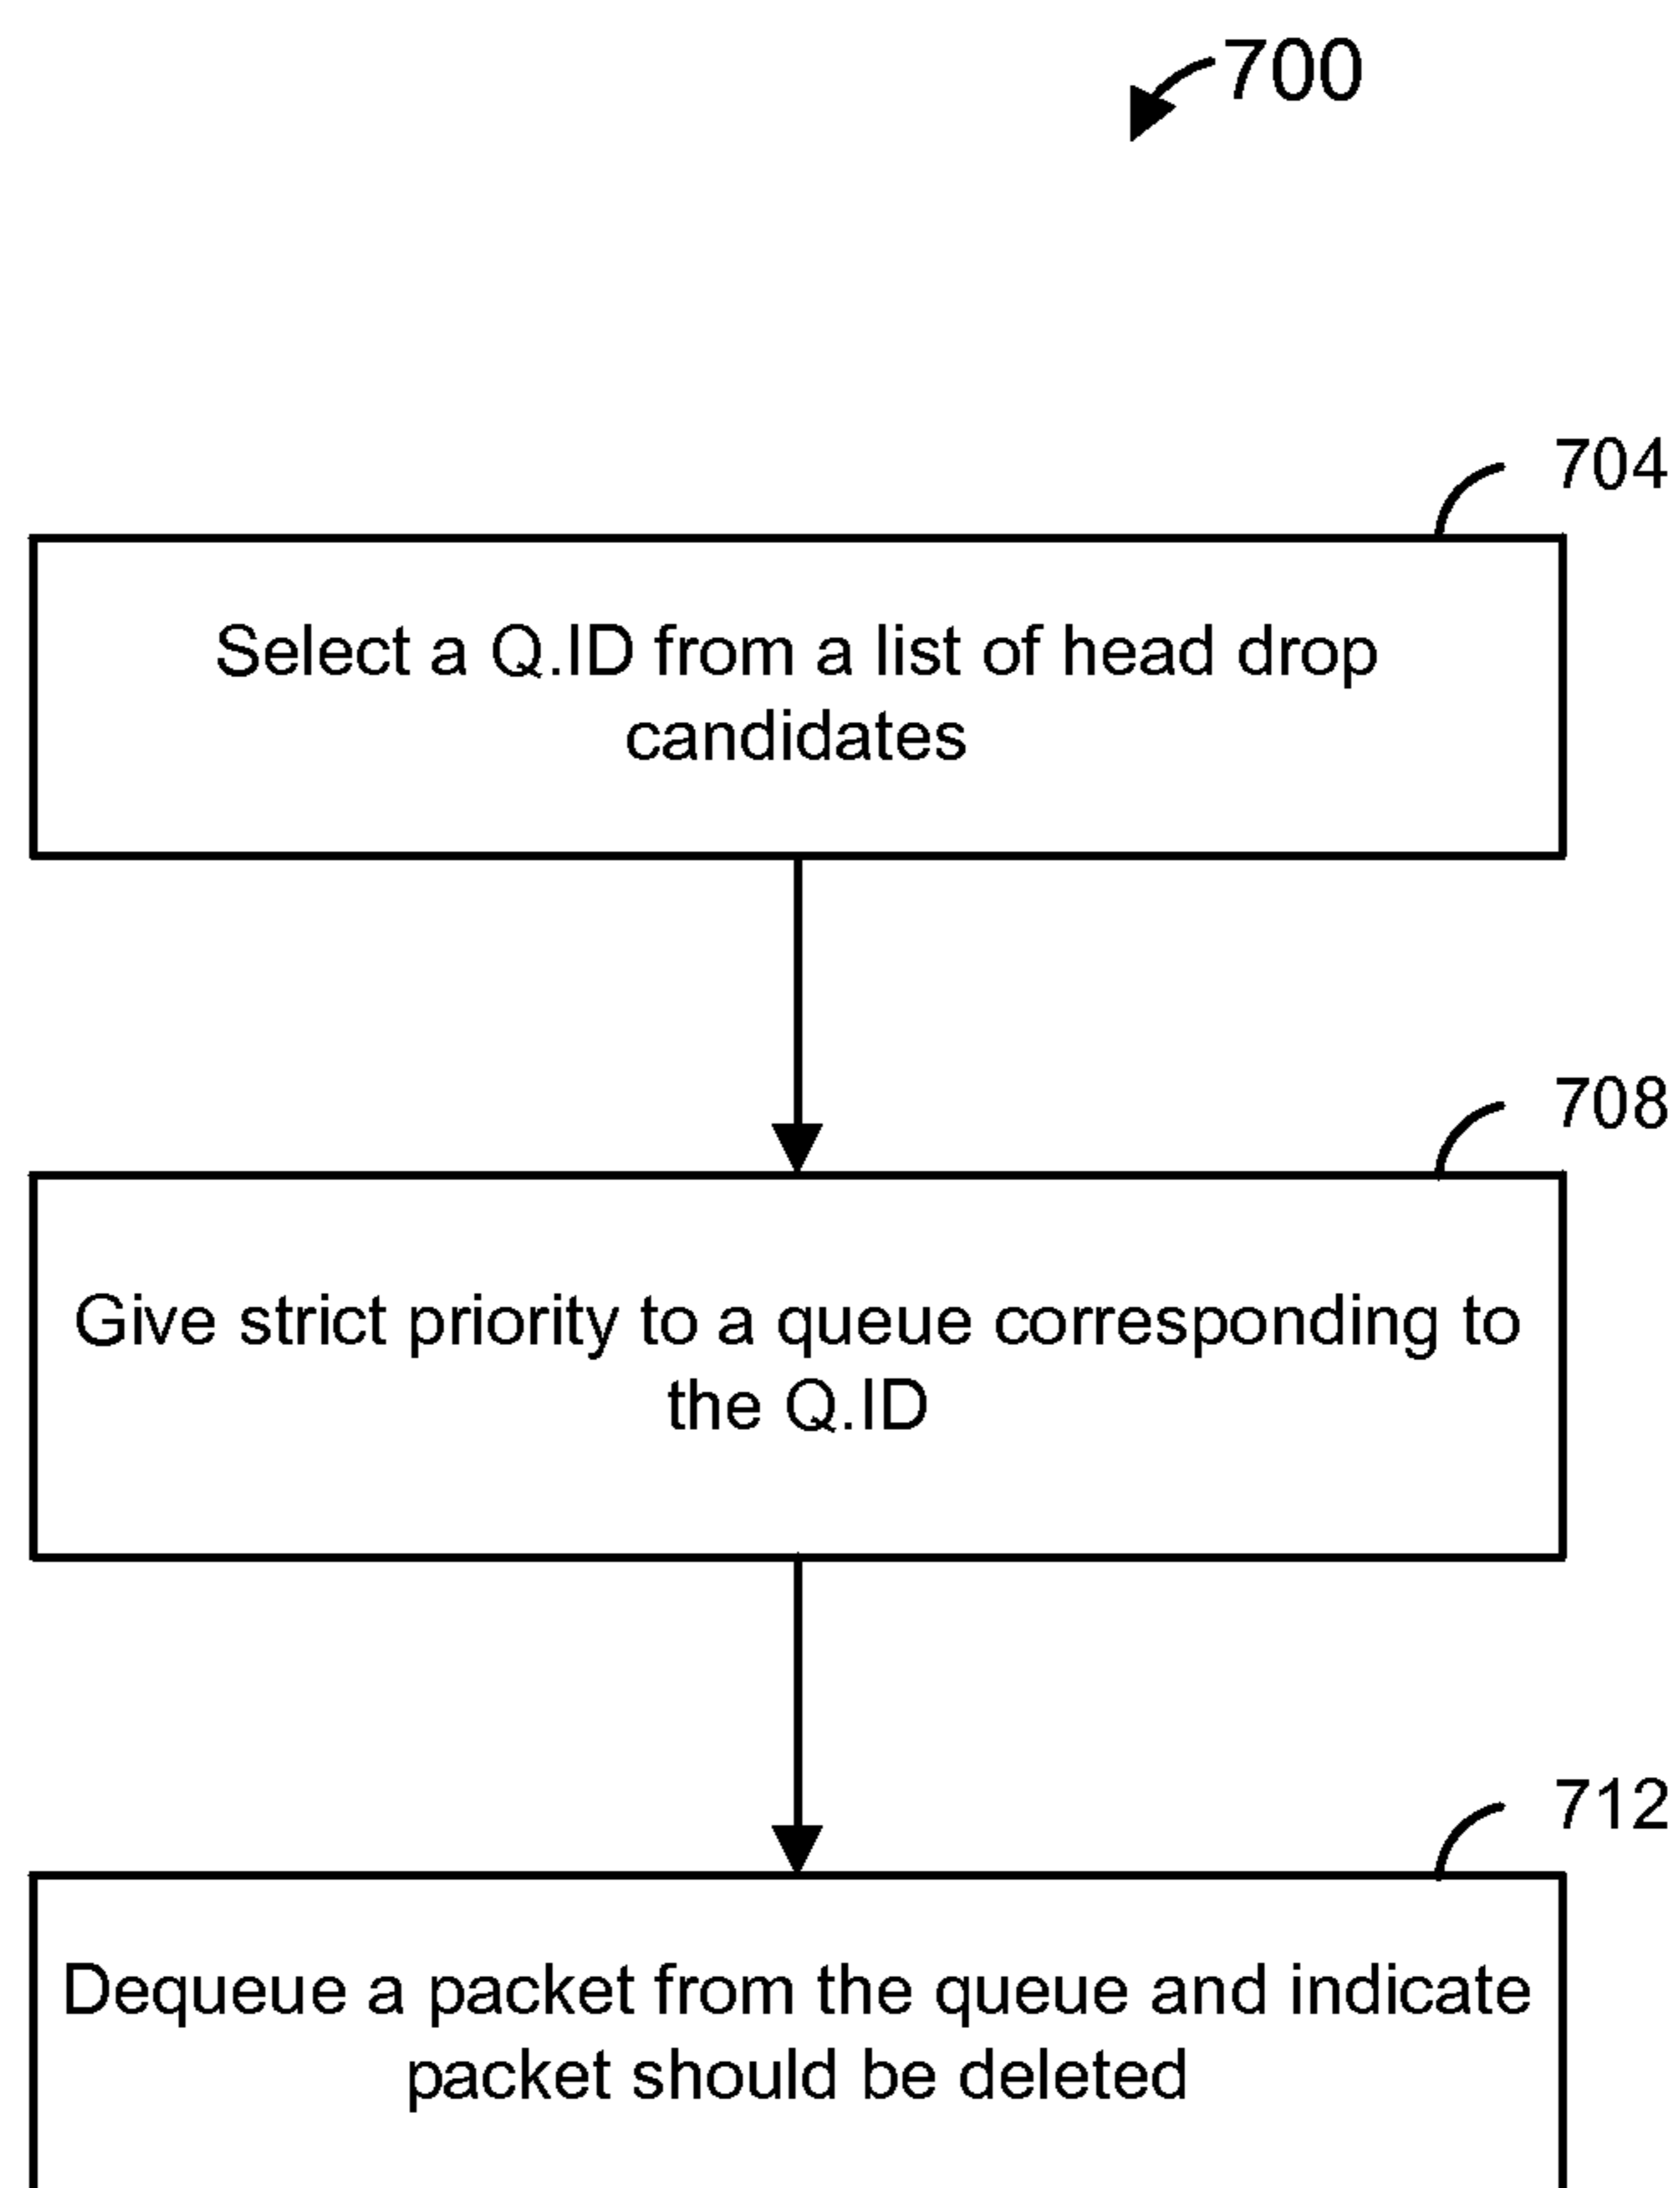 700
704
Select a Q.ID from a list of head drop
candidates
708
Give strict priority to a queue corresponding to
the Q.ID
712
Dequeue a packet from the queue and indicate
packet should be deleted